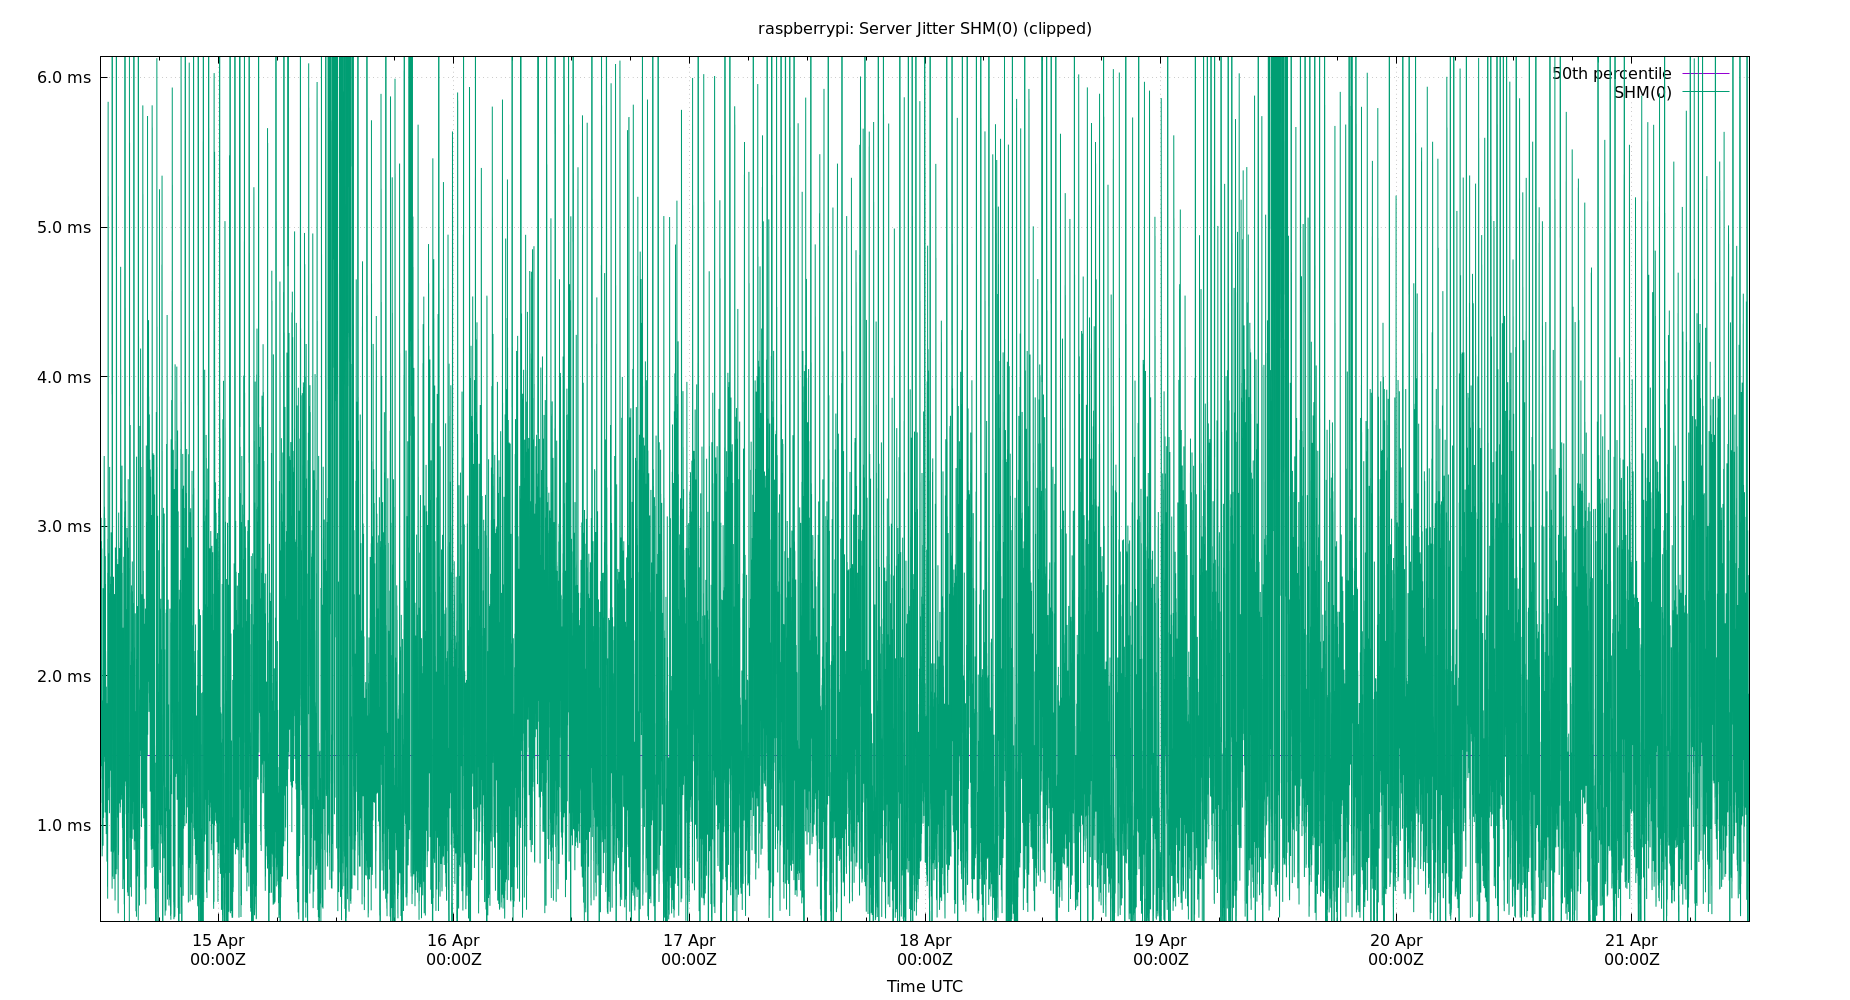 raspberrypi: Server Jitter SHM(0) (clipped)
6.0 ms
50th percentile
SHM(0)
5.0 ms
4.0 ms
3.0 ms
2.0 ms
1.0 ms
15 Apr 16 Apr 17 Apr 18 Apr 19 Apr 20 Apr 21 Apr
00:00Z 00:00Z 00:00Z 00:00Z 00:00Z 00:00Z 00:00Z
Time UTC